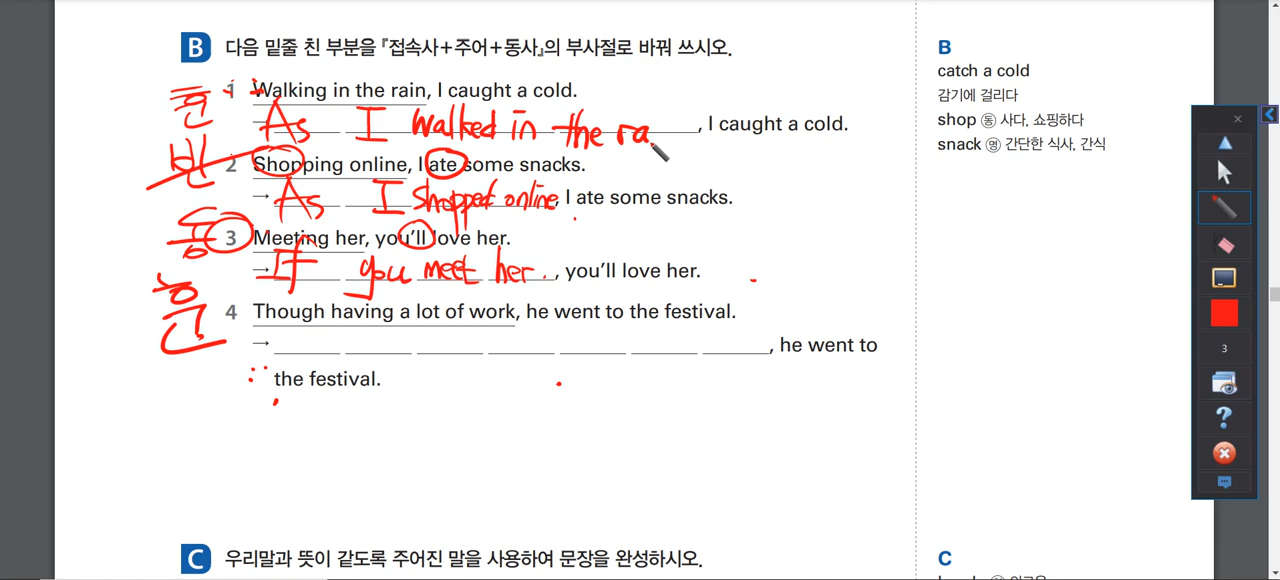 B 다음 밑줄 친 부분을 『접속사+주어+동사』의 부사절로 바꿔 쓰시오.
1 Walking in the rain, I caught a cold.
→ As I walked in the ra, I caught a cold.
2 Shopping online, I ate some snacks.
→ As I shopped online, I ate some snacks.
3 Meeting her, you'll love her.
→ If you meet her., you'll love her.
4 Though having a lot of work, he went to the festival.
→ ______ ______ ______ ______ ______ ______ ______, he went to
the festival.
C 우리말과 뜻이 같도록 주어진 말을 사용하여 문장을 완성하시오.
B
catch a cold
감기에 걸리다
shop 동 사다, 쇼핑하다
snack 명 간단한 식사, 간식
C
3